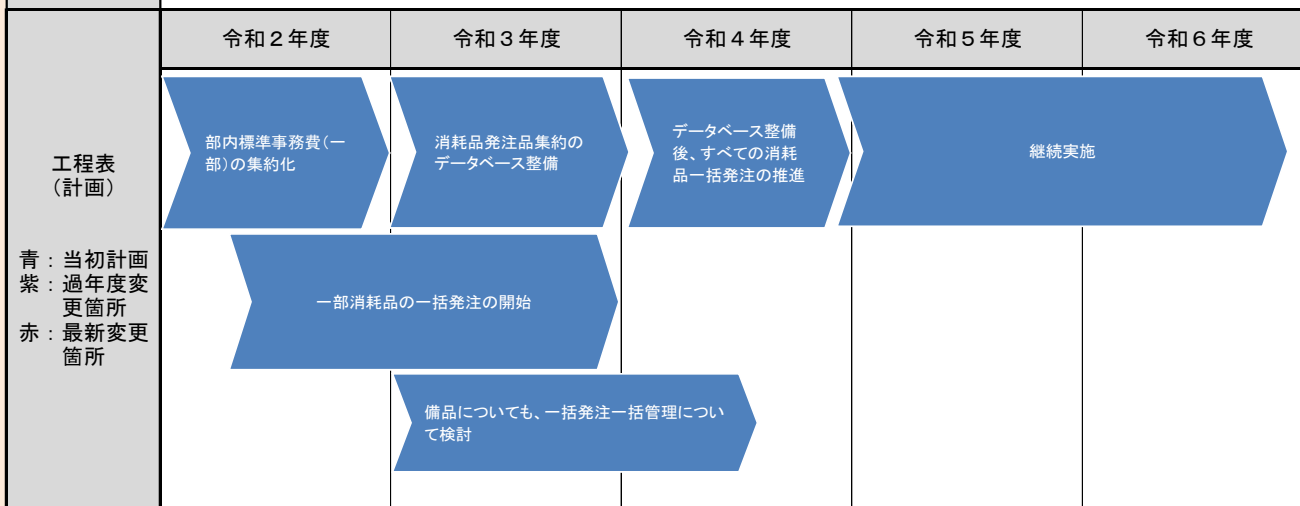 令和２年度
令和３年度
令和４年度
令和５年度
令和６年度
工程表
（計画）
青：当初計画
紫：過年度変
更箇所
赤：最新変更
箇所
部内標準事務費（一
部）の集約化
消耗品発注品集約の
データベース整備
データベース整備
後、すべての消耗
品一括発注の推進
継続実施
一部消耗品の一括発注の開始
備品についても、一括発注一括管理につい
て検討